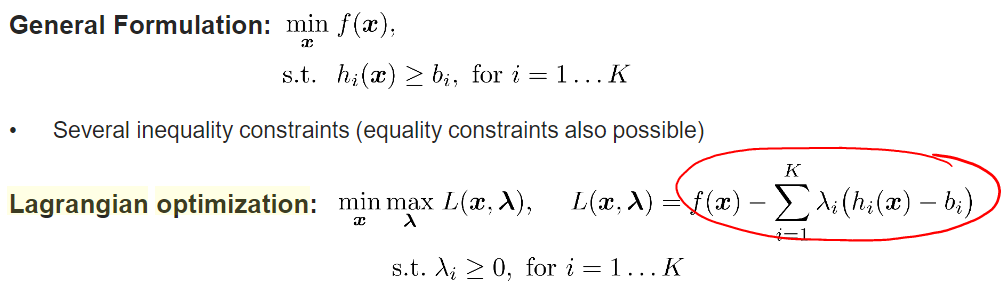 General Formulation: min_x f(x),
s.t. h_i(x) ≥ b_i, for i = 1 . . . K
• Several inequality constraints (equality constraints also possible)
Lagrangian optimization: min_x max_λ L(x, λ), L(x, λ) = f(x) − ∑_{i=1}^{K} λ_i(h_i(x) − b_i)
s.t. λ_i ≥ 0, for i = 1 . . . K